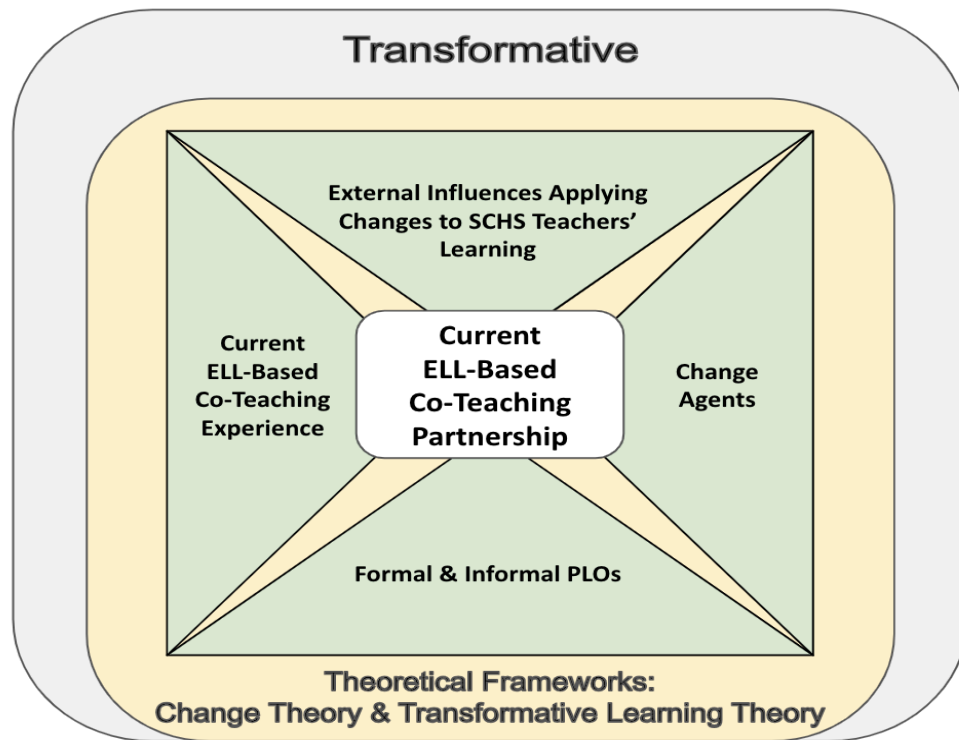 Transformative
External Influences Applying
Changes to SCHS Teachers’
Learning
Current
ELL-Based
Co-Teaching
Experience
Current
ELL-Based
Co-Teaching
Partnership
Change
Agents
Formal & Informal PLOs
Theoretical Frameworks:
Change Theory & Transformative Learning Theory